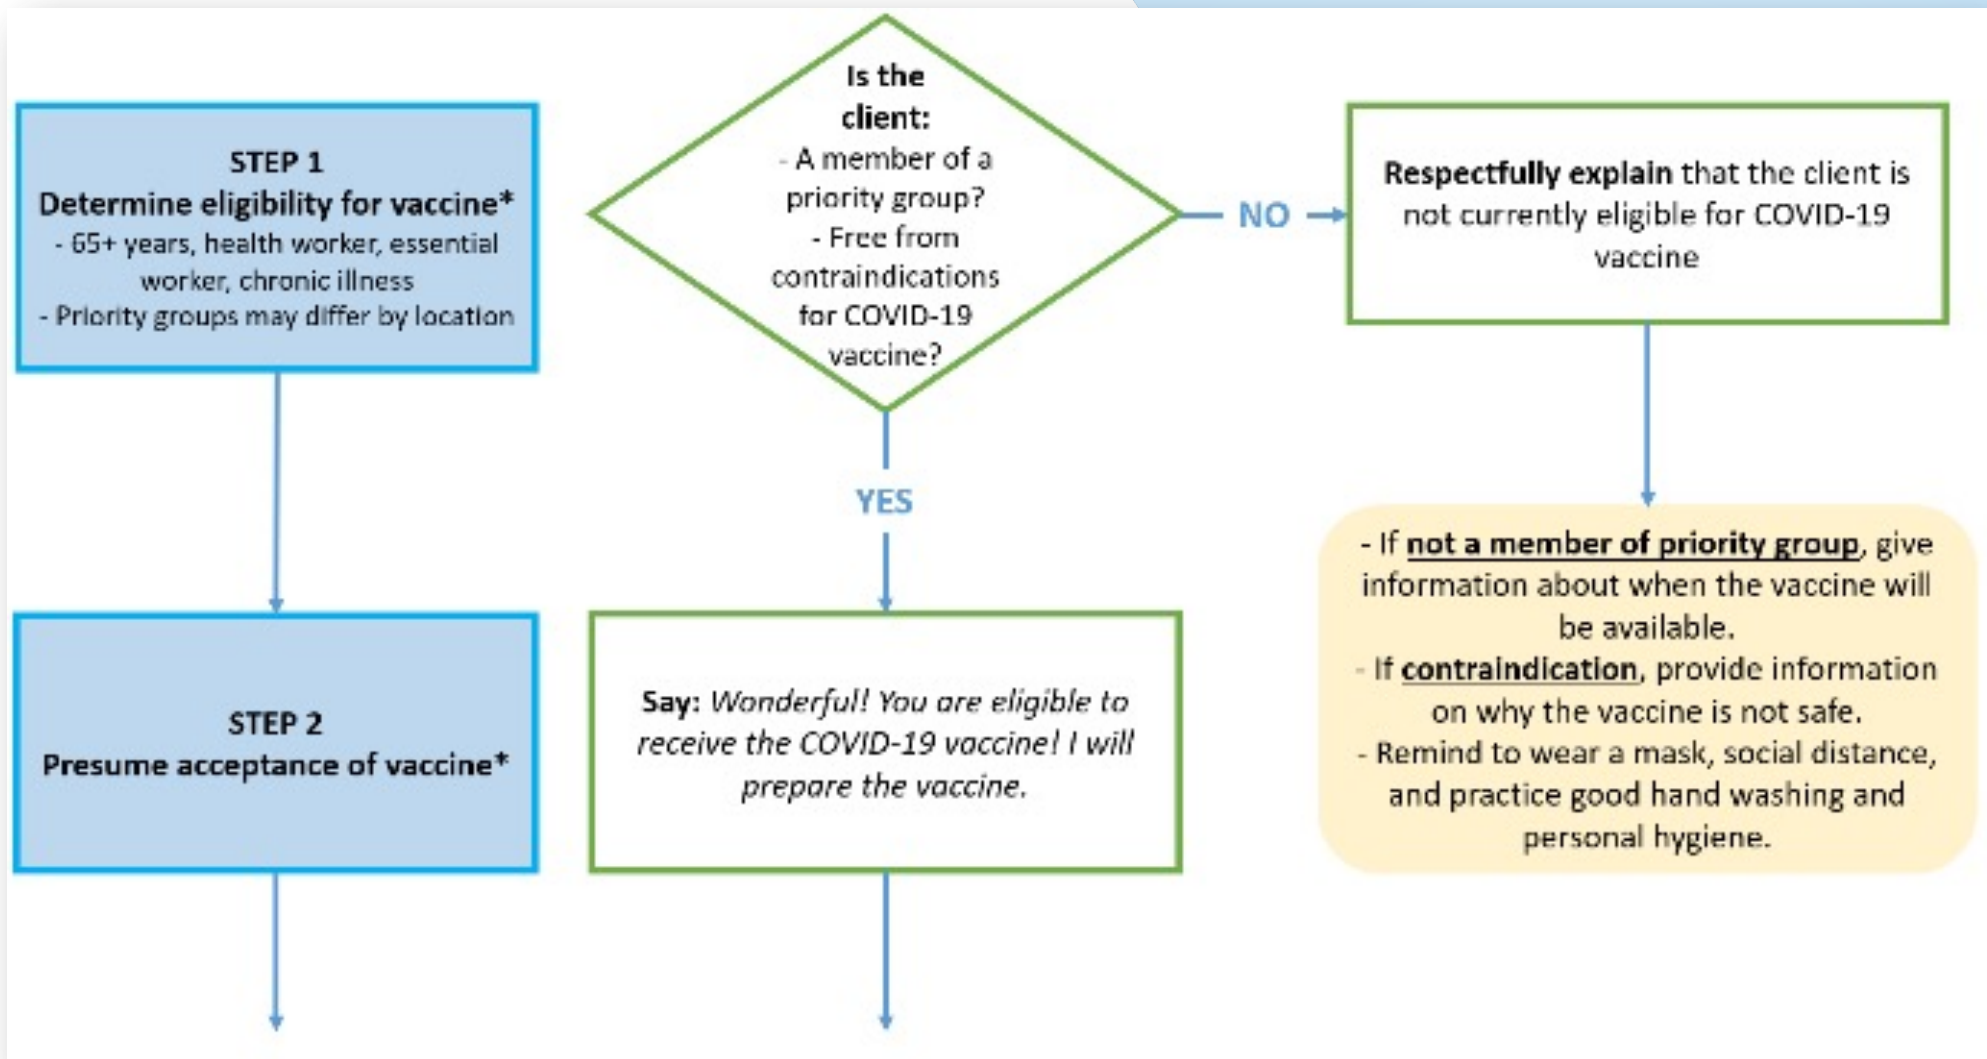 STEP 1
Determine eligibility for vaccine*
- 65+ years, health worker, essential
worker, chronic illness
- Priority groups may differ by location
Is the
client:
- A member of a
priority group?
- Free from
contraindications
for COVID-19
vaccine?
NO
Respectfully explain that the client is
not currently eligible for COVID-19
vaccine
YES
- If not a member of priority group, give
information about when the vaccine will
be available.
- If contraindication, provide information
on why the vaccine is not safe.
- Remind to wear a mask, social distance,
and practice good hand washing and
personal hygiene.
STEP 2
Presume acceptance of vaccine*
Say: Wonderful! You are eligible to
receive the COVID-19 vaccine! I will
prepare the vaccine.